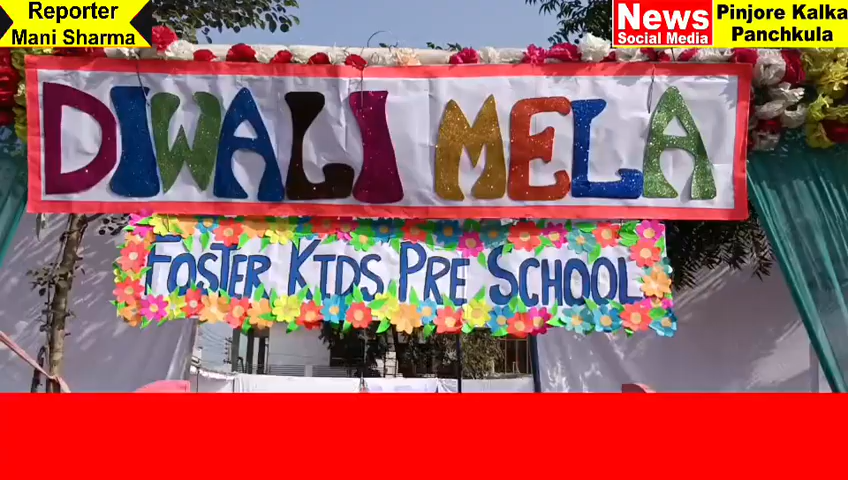 Reporter
Mani Sharma
News
Social Media
Pinjore Kalka
Panchkula
DIWALI MELA
FOSTER KIDS PRE SCHOOL